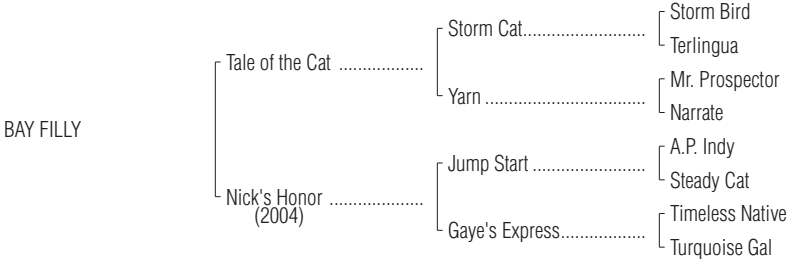 Storm Bird
Storm Cat..........................
Terlingua
Tale of the Cat ..................
Mr. Prospector
Yarn ..................................
Narrate
BAY FILLY
A.P. Indy
Jump Start ........................
Steady Cat
Nick's Honor ....................
(2004)
Timeless Native
Gaye's Express..................
Turquoise Gal